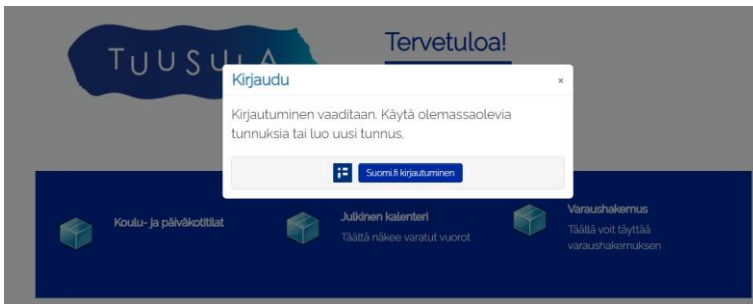 TUUSULA
Tervetuloa!
Kirjaudu
×
Kirjautuminen vaaditaan. Käytä olemassaolevia
tunnuksia tai luo uusi tunnus.
Suomi.fi kirjautuminen
Koulu- ja päiväkotitilat
Julkinen kalenteri
Täältä näkee varatut vuorot
Varaushakemus
Täällä voit täyttää
varaushakemuksen